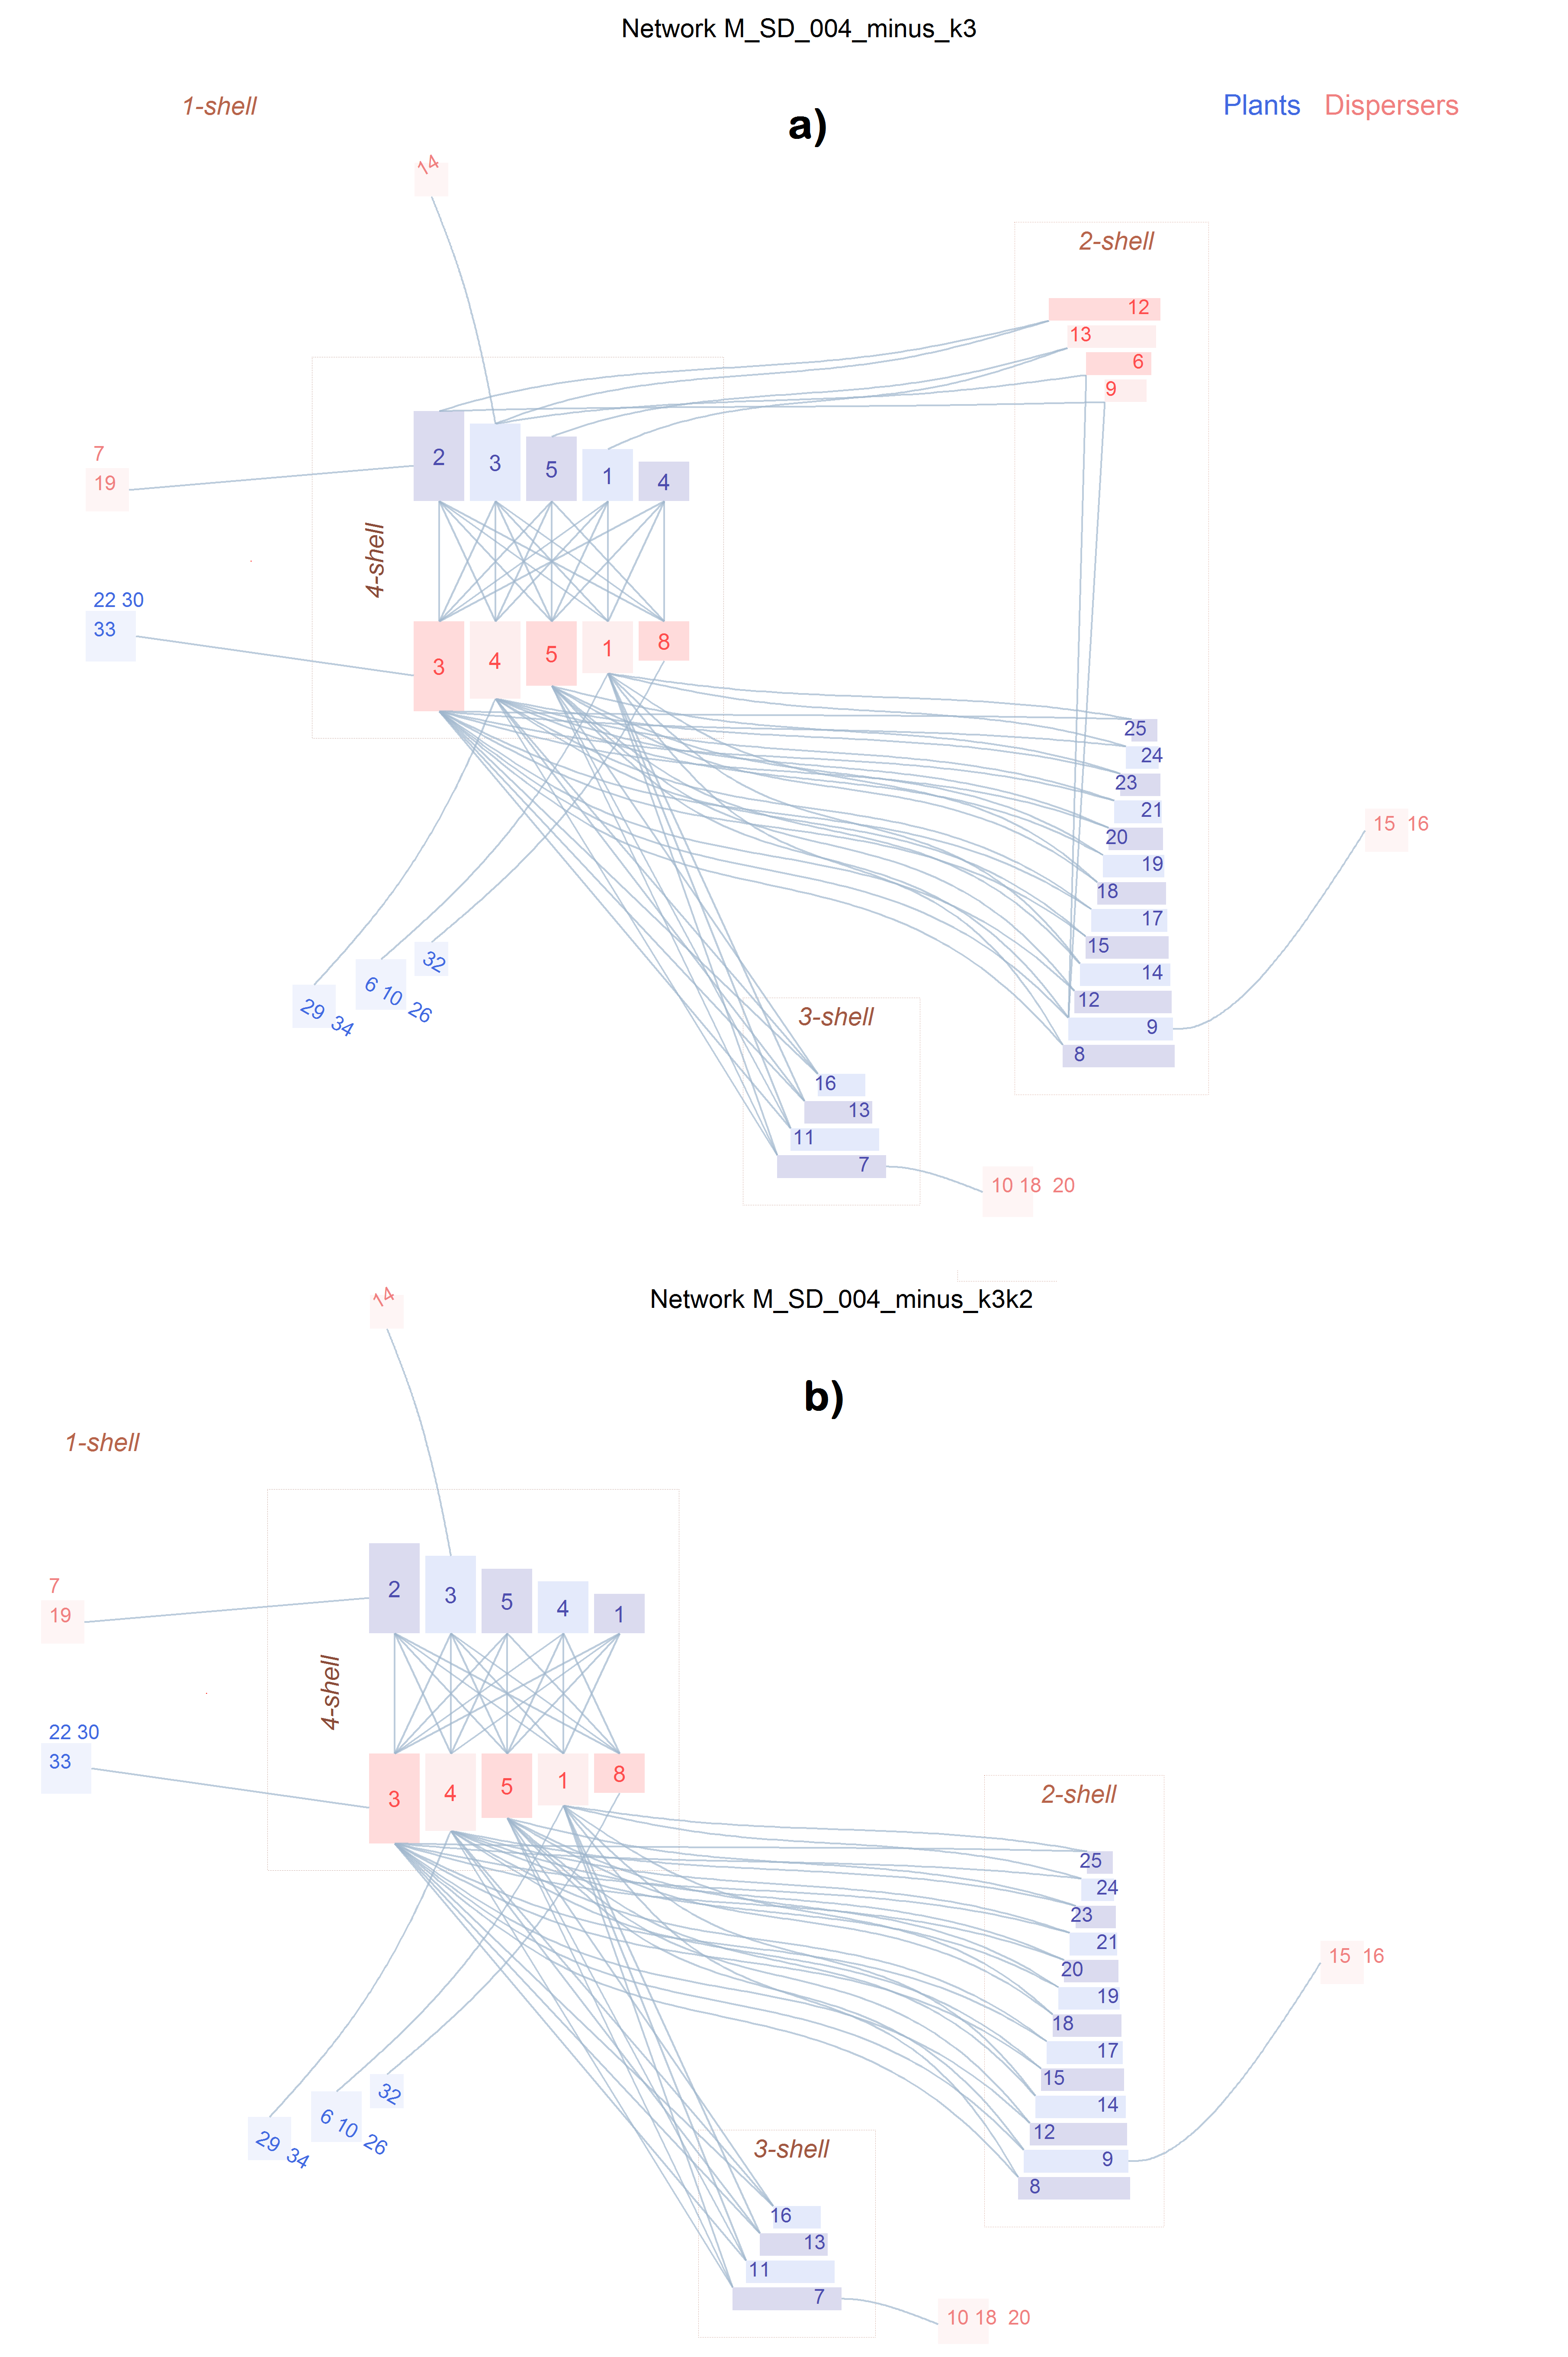 Network M_SD_004_minus_k3
1-shell
a)
Plants Dispersers
14
2-shell
12
13
6
9
7
19
2 3 5 1 4
4-shell
22 30
33
3 4 5 1 8
25
24
23
21
20
19
18
17
15
14
12
9
8
15 16
32
6 10 26
29 34
3-shell
16
13
11
7
10 18 20
Network M_SD_004_minus_k3k2
14
b)
1-shell
7
19
2 3 5 4 1
4-shell
22 30
33
3 4 5 1 8
2-shell
25
24
23
21
20
19
18
17
15
14
12
9
8
15 16
32
6 10 26
29 34
3-shell
16
13
11
7
10 18 20